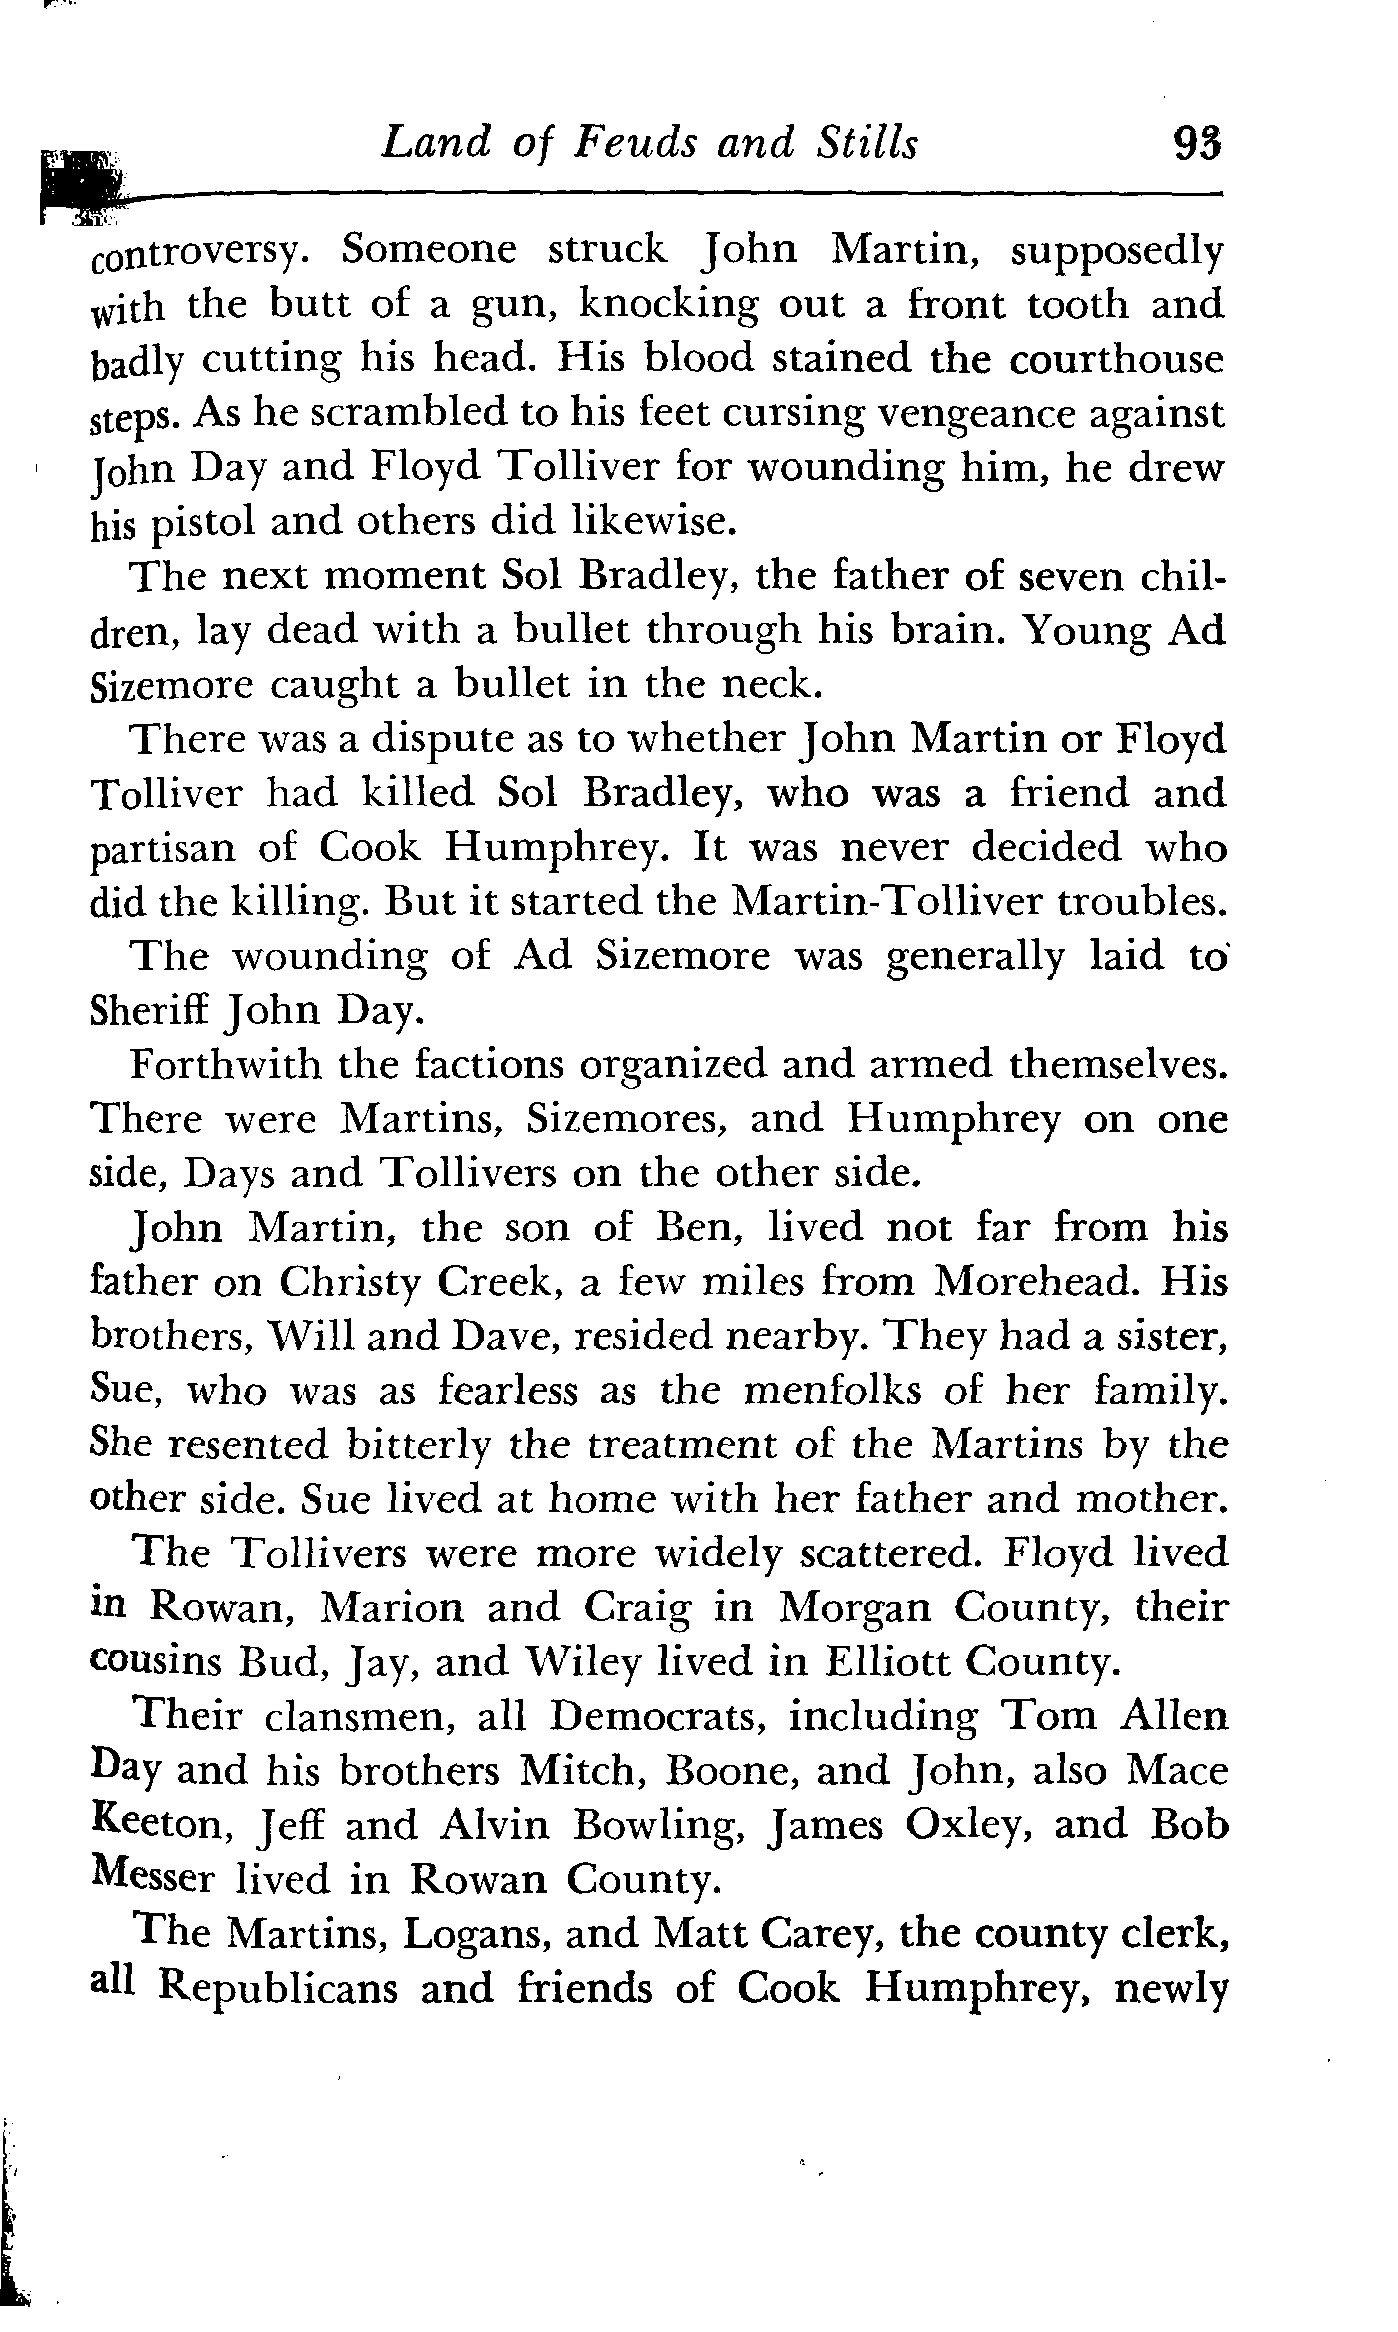 Land of Feuds and Stills 93
controversy. Someone struck John Martin, supposedly
with the butt of a gun, knocking out a front tooth and
badly cutting his head. His blood stained the courthouse
steps. As he scrambled to his feet cursing vengeance against
John Day and Floyd Tolliver for wounding him, he drew
his pistol and others did likewise.
The next moment Sol Bradley, the father of seven chil-
dren, lay dead with a bullet through his brain. Young Ad
Sizemore caught a bullet in the neck.
There was a dispute as to whether John Martin or Floyd
Tolliver had killed Sol Bradley, who was a friend and
partisan of Cook Humphrey. It was never decided who
did the killing. But it started the Martin-Tolliver troubles.
The wounding of Ad Sizemore was generally laid to
Sheriff John Day.
Forthwith the factions organized and armed themselves.
There were Martins, Sizemores, and Humphrey on one
side, Days and Tollivers on the other side.
John Martin, the son of Ben, lived not far from his
father on Christy Creek, a few miles from Morehead. His
brothers, Will and Dave, resided nearby. They had a sister,
Sue, who was as fearless as the menfolks of her family.
She resented bitterly the treatment of the Martins by the
other side. Sue lived at home with her father and mother.
The Tollivers were more widely scattered. Floyd lived
in Rowan, Marion and Craig in Morgan County, their
cousins Bud, Jay, and Wiley lived in Elliott County.
Their clansmen, all Democrats, including Tom Allen
Day and his brothers Mitch, Boone, and John, also Mace
Keeton, Jeff and Alvin Bowling, James Oxley, and Bob
Messer lived in Rowan County.
The Martins, Logans, and Matt Carey, the county clerk,
all Republicans and friends of Cook Humphrey, newly